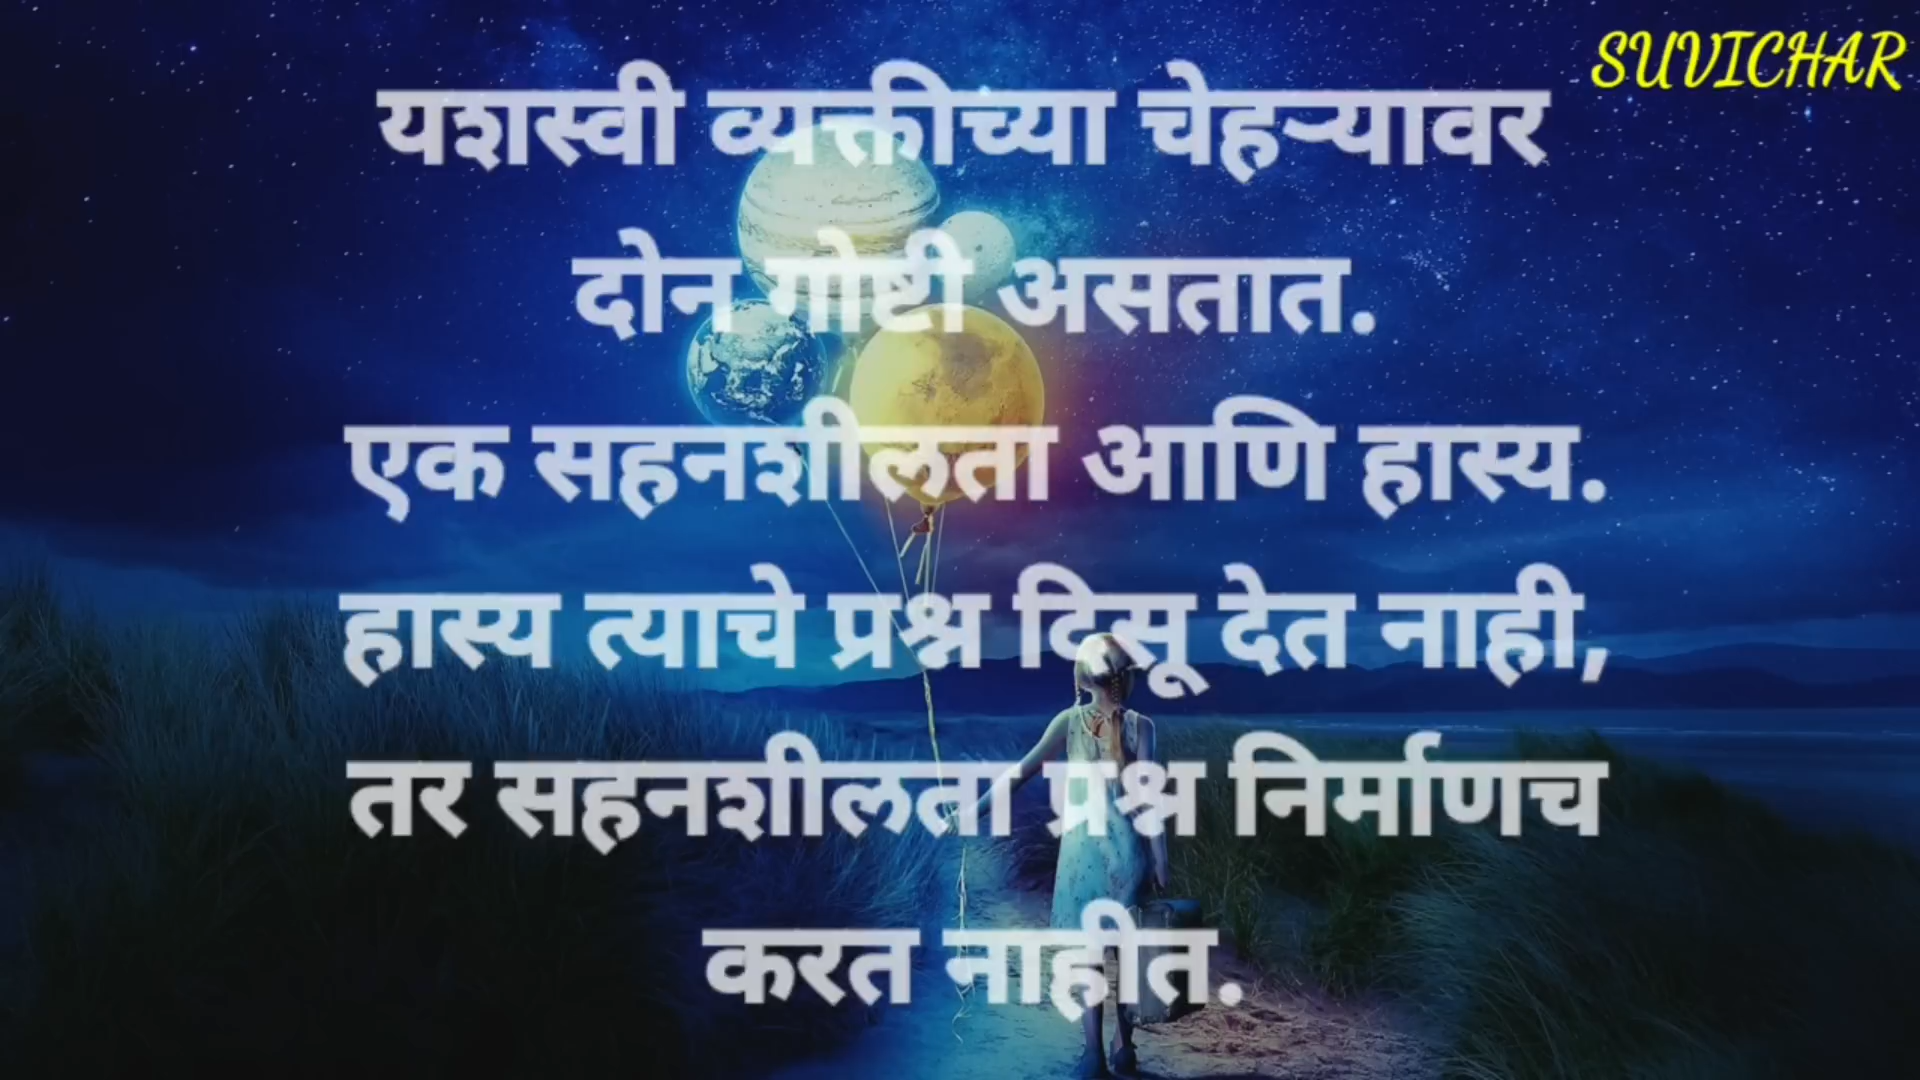 SUVICHAR
यशस्वी व्यक्तीच्या चेहऱ्यावर
दोन गोष्टी असतात.
एक सहनशीलता आणि हास्य.
हास्य त्याचे प्रश्न दिसू देत नाही,
तर सहनशीलता प्रश्न निर्माणच
करत नाहीत.